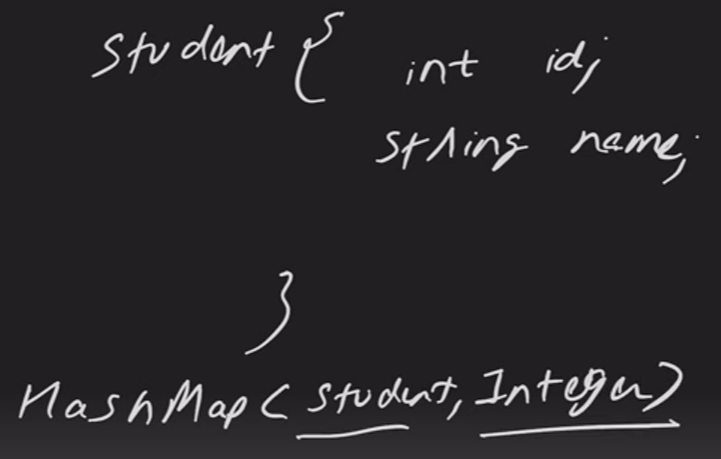 Student {  int  id;
String  name;
}
HashMap< Student, Integer>